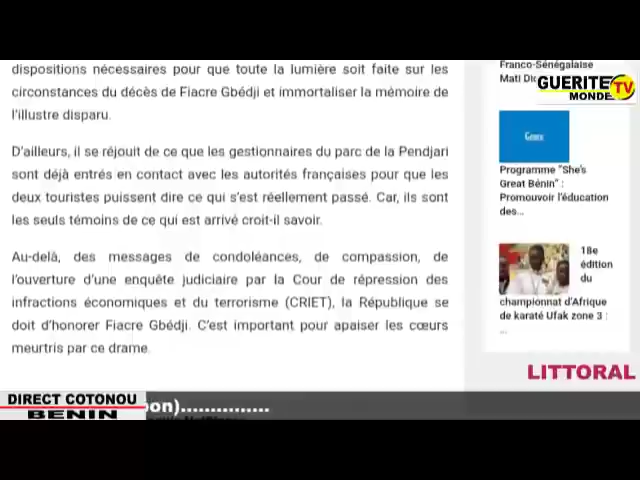 dispositions nécessaires pour que toute la lumière soit faite sur les
circonstances du décès de Fiacre Gbédji et immortaliser la mémoire de
l'illustre disparu.
D'ailleurs, il se réjouit de ce que les gestionnaires du parc de la Pendjari
sont déjà entrés en contact avec les autorités françaises pour que les
deux touristes puissent dire ce qui s'est réellement passé. Car, ils sont
les seuls témoins de ce qui est arrivé croit-il savoir.
Au-delà, des messages de condoléances, de compassion, de
l'ouverture d'une enquête judiciaire par la Cour de répression des
infractions économiques et du terrorisme (CRIET), la République se
doit d'honorer Fiacre Gbédji. C'est important pour apaiser les cœurs
meurtris par ce drame.
Franco-Sénégalaise
Mati
GUERITE TV
MONDE
Programme "She's
Great Bénin" :
Promouvoir l'éducation
des...
18e
édition
du
championnat d'Afrique
de karaté Ufak zone 3 :
...
LITTORAL
DIRECT COTONOU
BENIN
on)...............